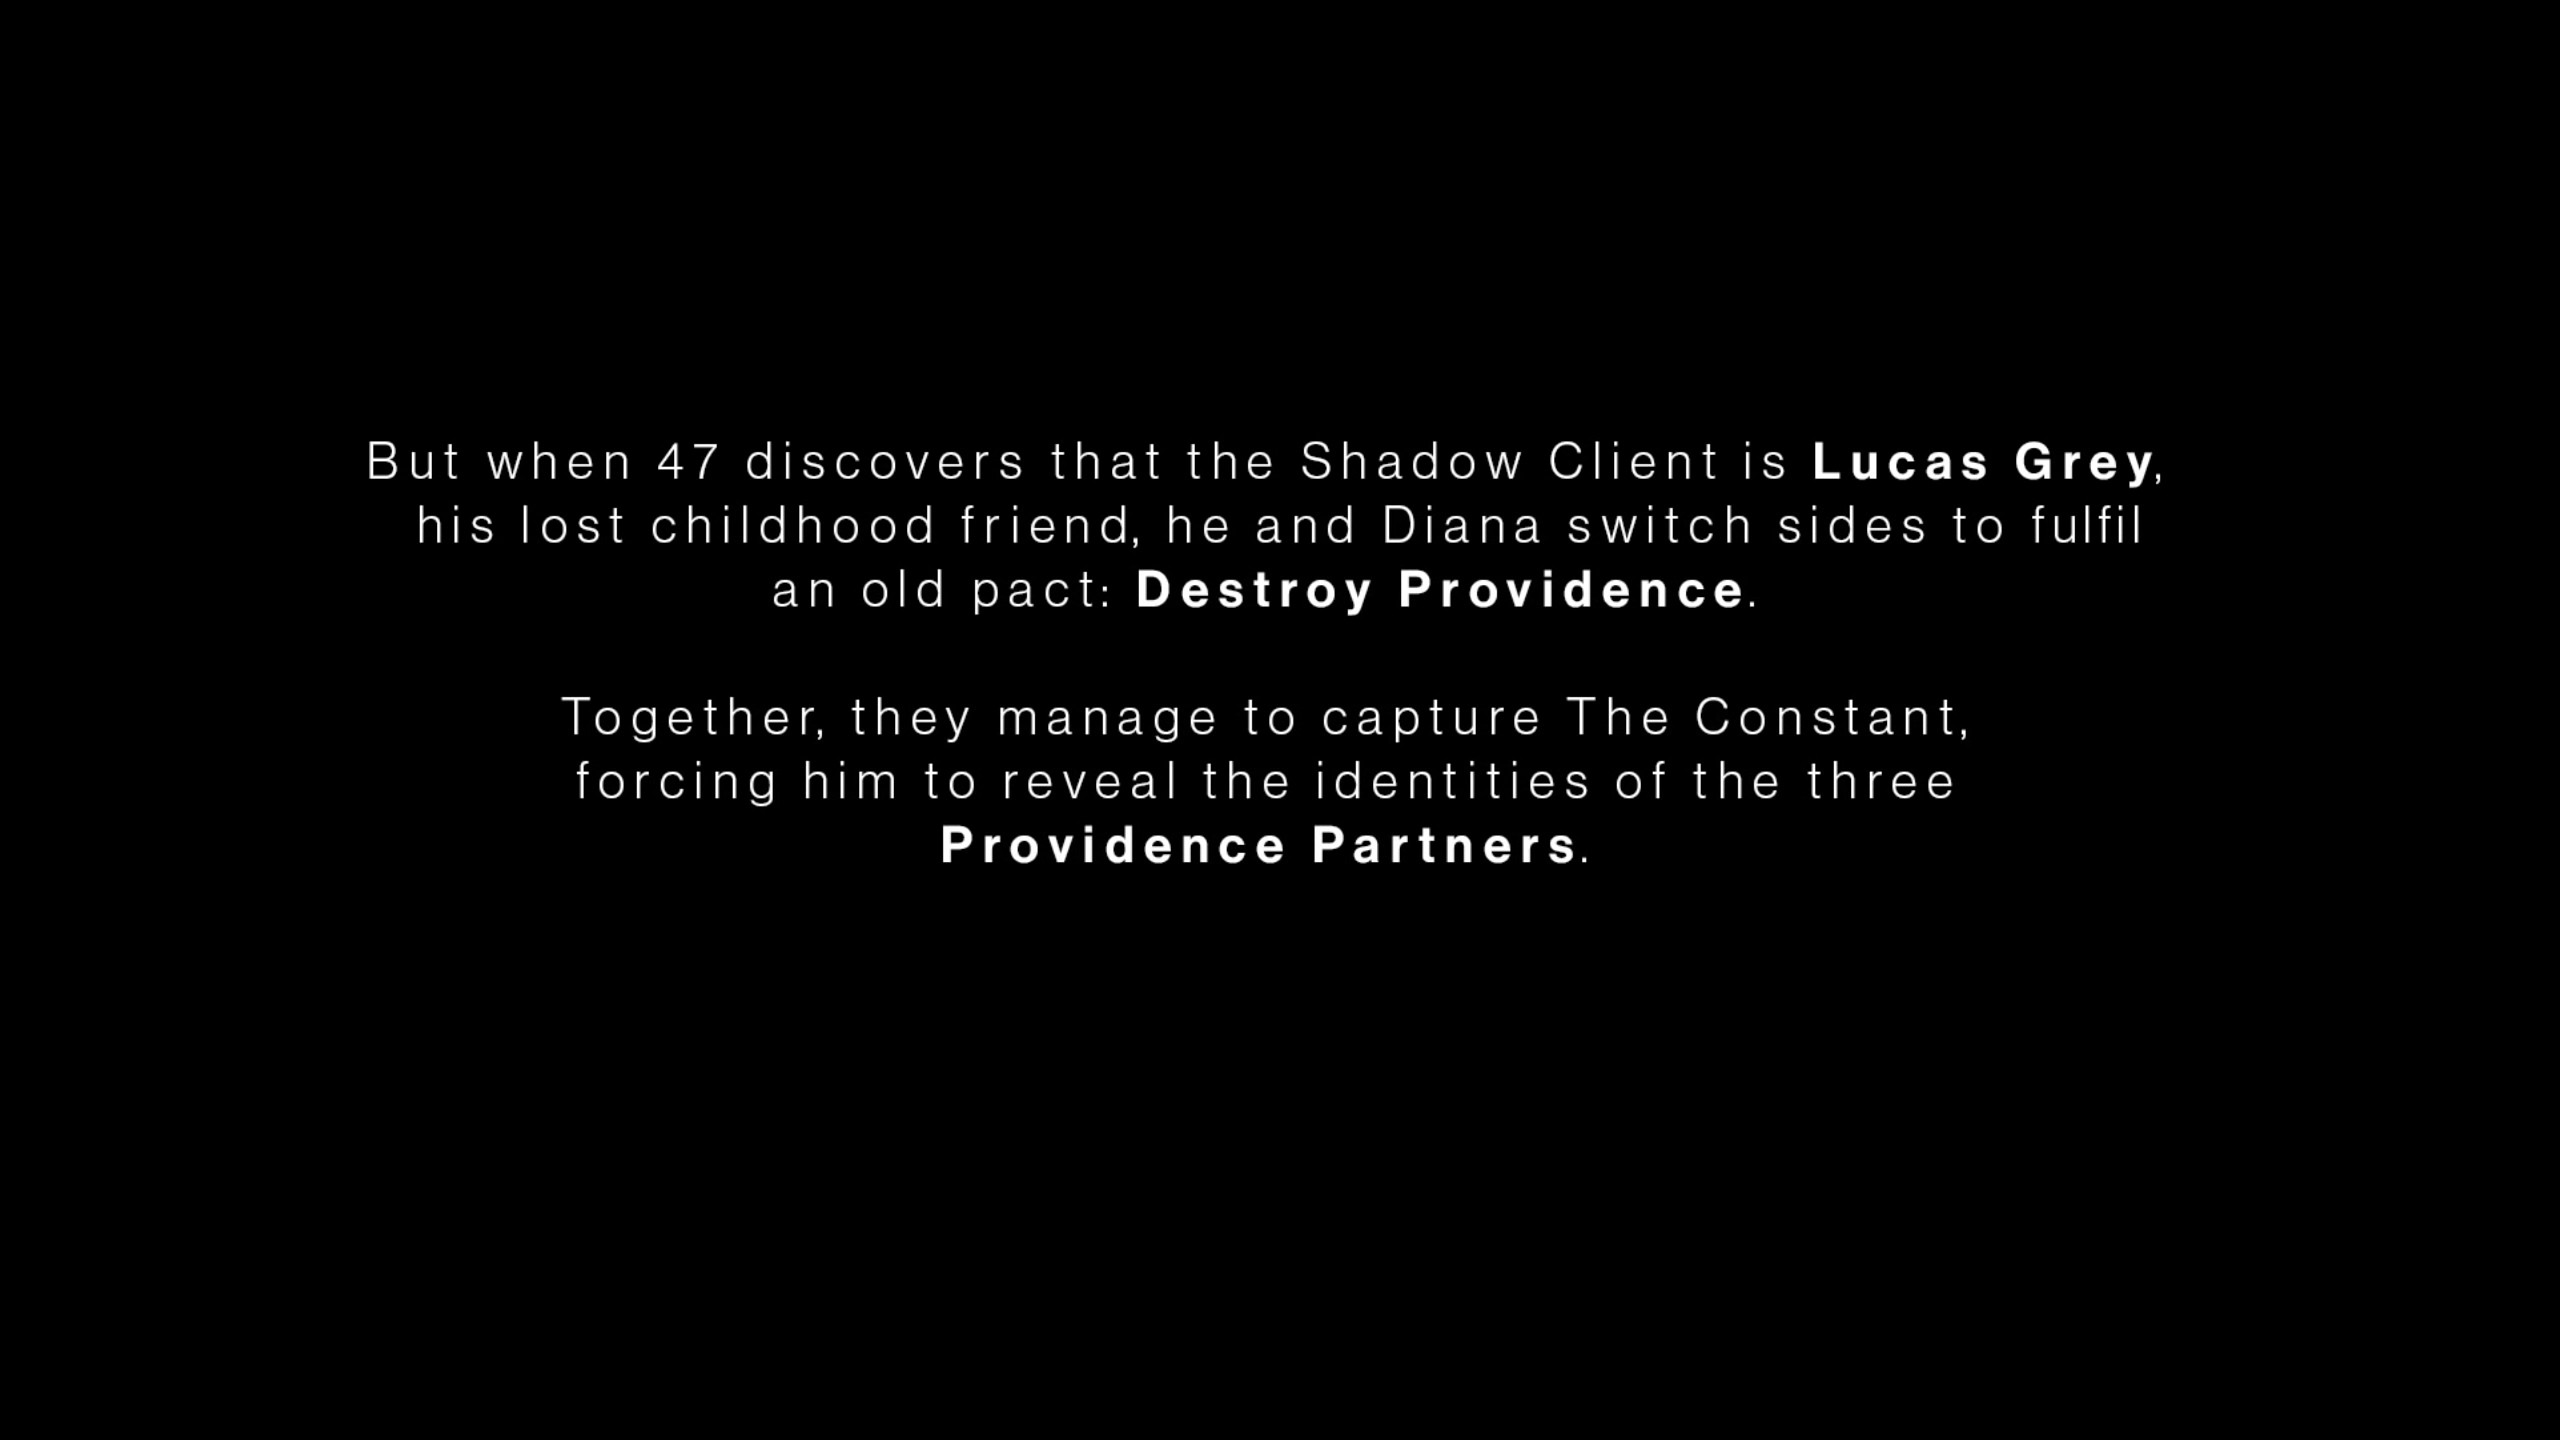 But when 47 discovers that the Shadow Client is Lucas Grey,
his lost childhood friend, he and Diana switch sides to fulfil
an old pact: Destroy Providence.
Together, they manage to capture The Constant,
forcing him to reveal the identities of the three
Providence Partners.